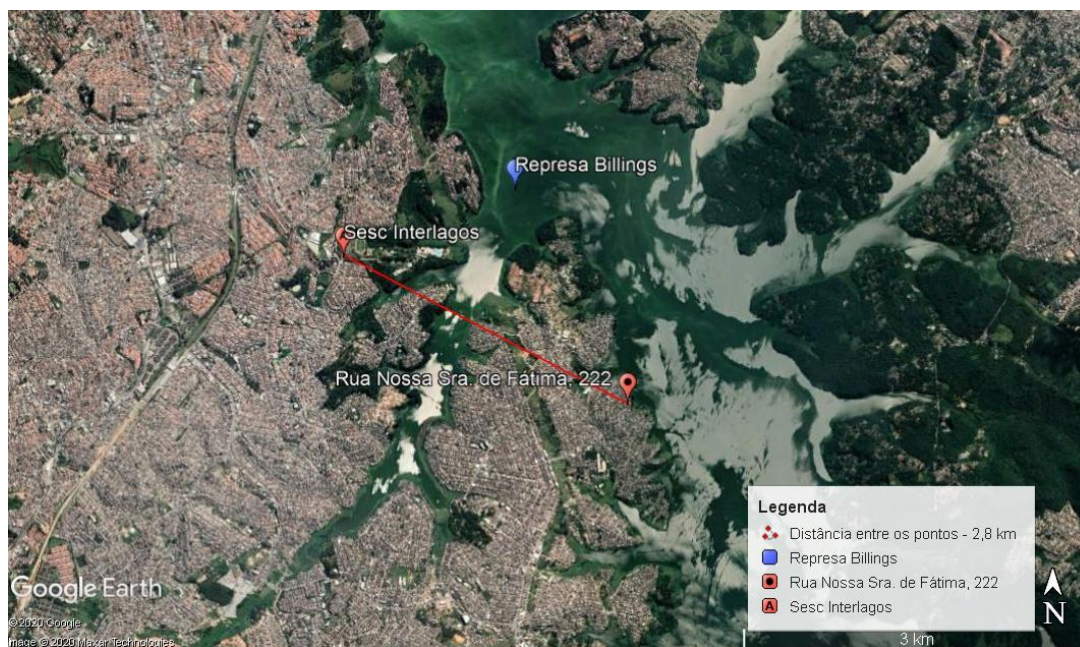 Represa Billings
Sesc Interlagos
Rua Nossa Sra. de Fátima, 222
Legenda
Distância entre os pontos - 2,8 km
Represa Billings
Rua Nossa Sra. de Fátima, 222
A Sesc Interlagos
Google Earth
N
© 2020 Google
Image © 2020 Maxar Technologies
3 km